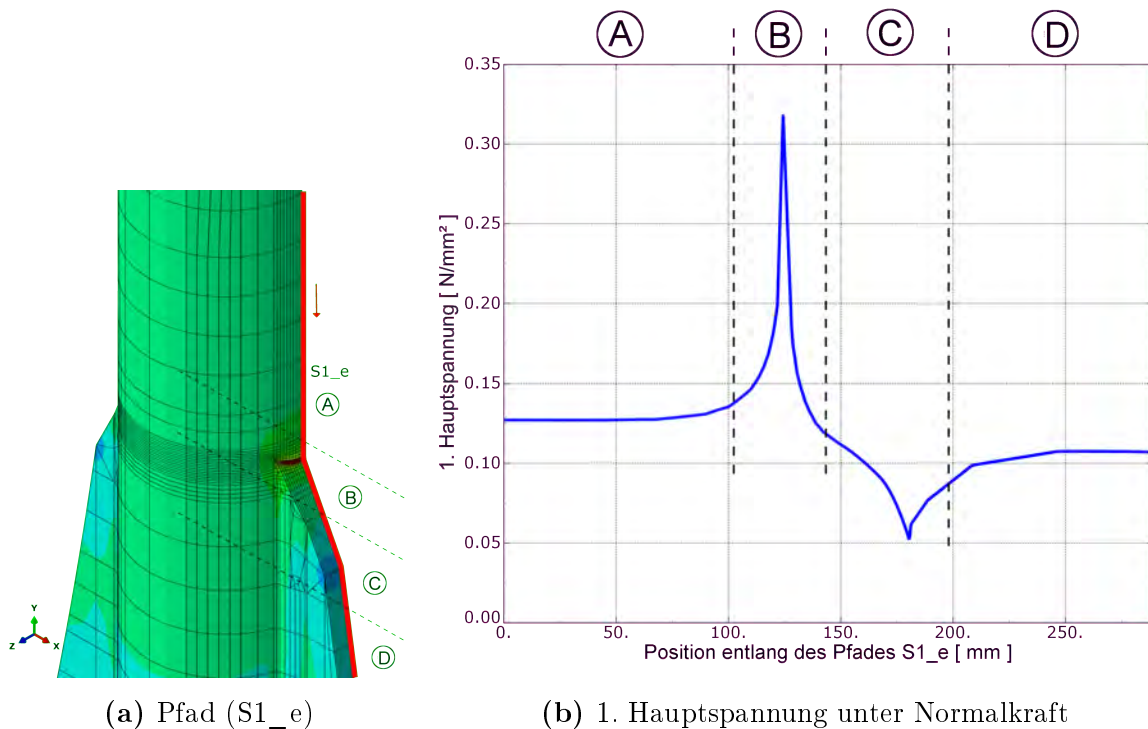 A B C D
0.35
0.30
0.25
0.20
0.15
0.10
0.05
0.00
1. Hauptspannung [ N/mm² ]
0. 50. 100. 150. 200. 250.
Position entlang des Pfades S1_e [ mm ]
S1_e
A
B
C
D
Y
Z X
(a) Pfad (S1_e)
(b) 1. Hauptspannung unter Normalkraft